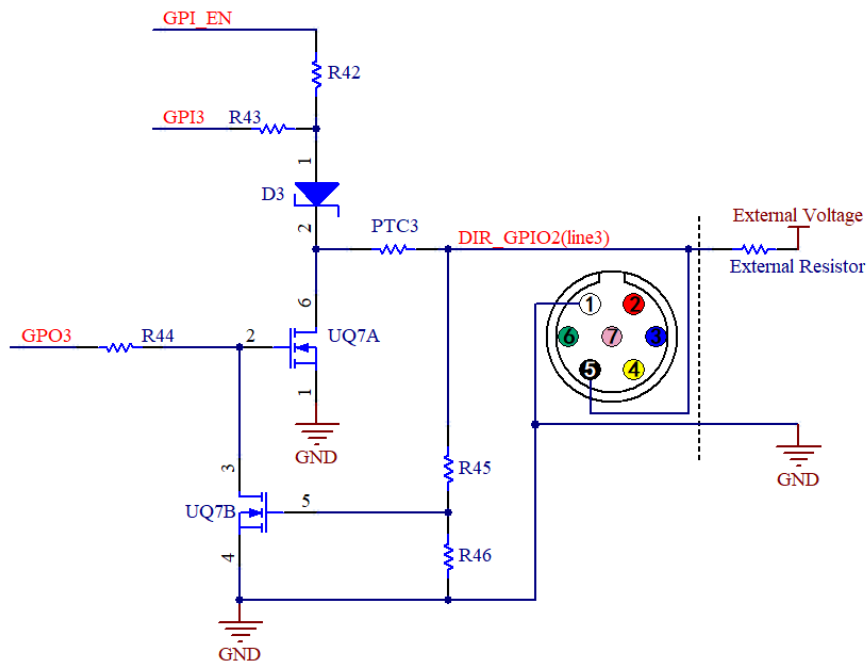 GPI_EN
R42
GPI3
R43
1
D3
2
PTC3
DIR_GPIO2(line3)
External Voltage
External Resistor
6
1
2
GPO3
R44
2
UQ7A
6
7
3
1
5
4
GND
GND
3
R45
UQ7B
5
4
R46
GND